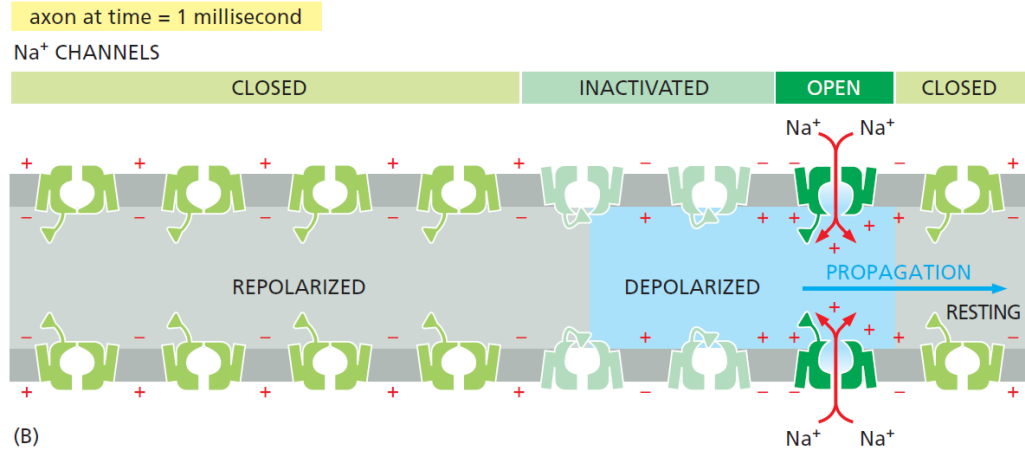 axon at time = 1 millisecond
Na⁺ CHANNELS
CLOSED INACTIVATED OPEN CLOSED
Na⁺ Na⁺
+ + + + + − − − − − +
− − − − − + + + + + + −
+
PROPAGATION
REPOLARIZED DEPOLARIZED
RESTING
+
− − − − − + + + + + + −
+ + + + + − − − − − +
Na⁺ Na⁺
(B)